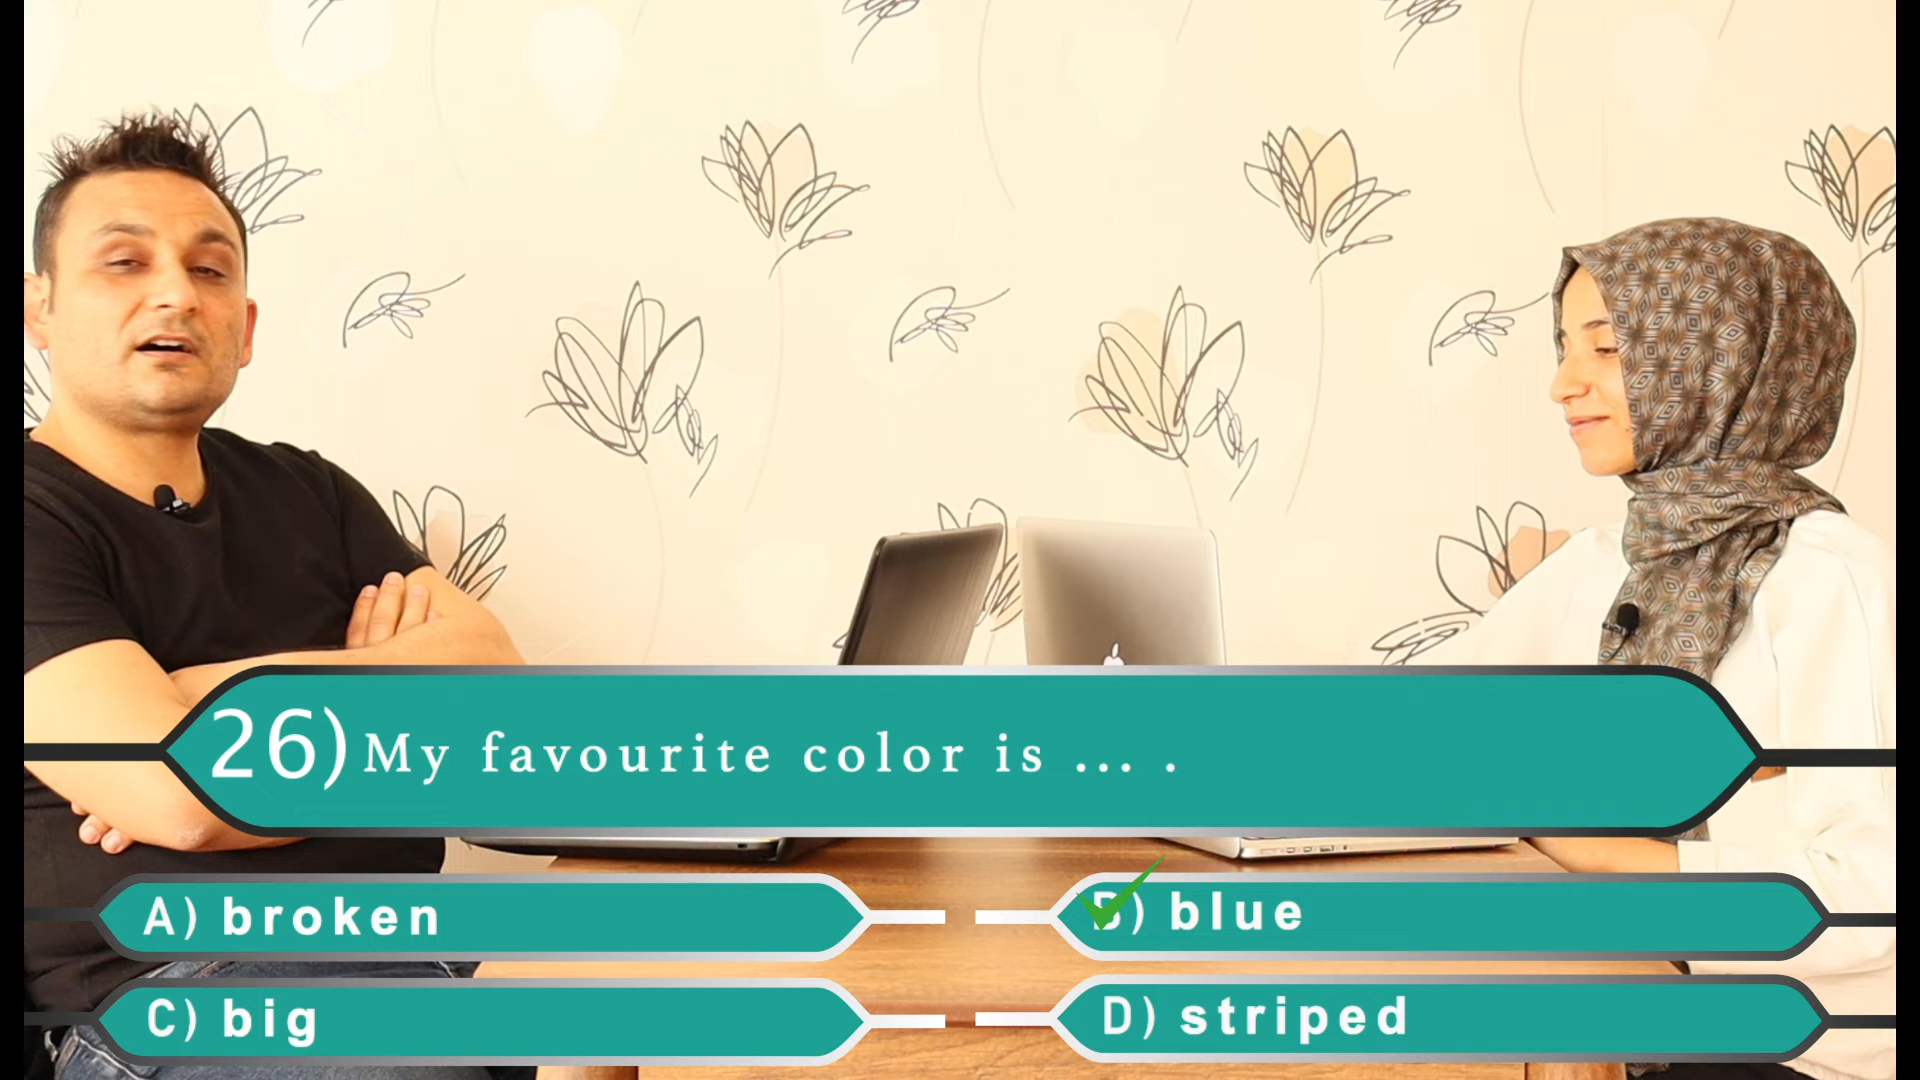 26) My favourite color is ... .
A) broken
B) blue
C) big
D) striped